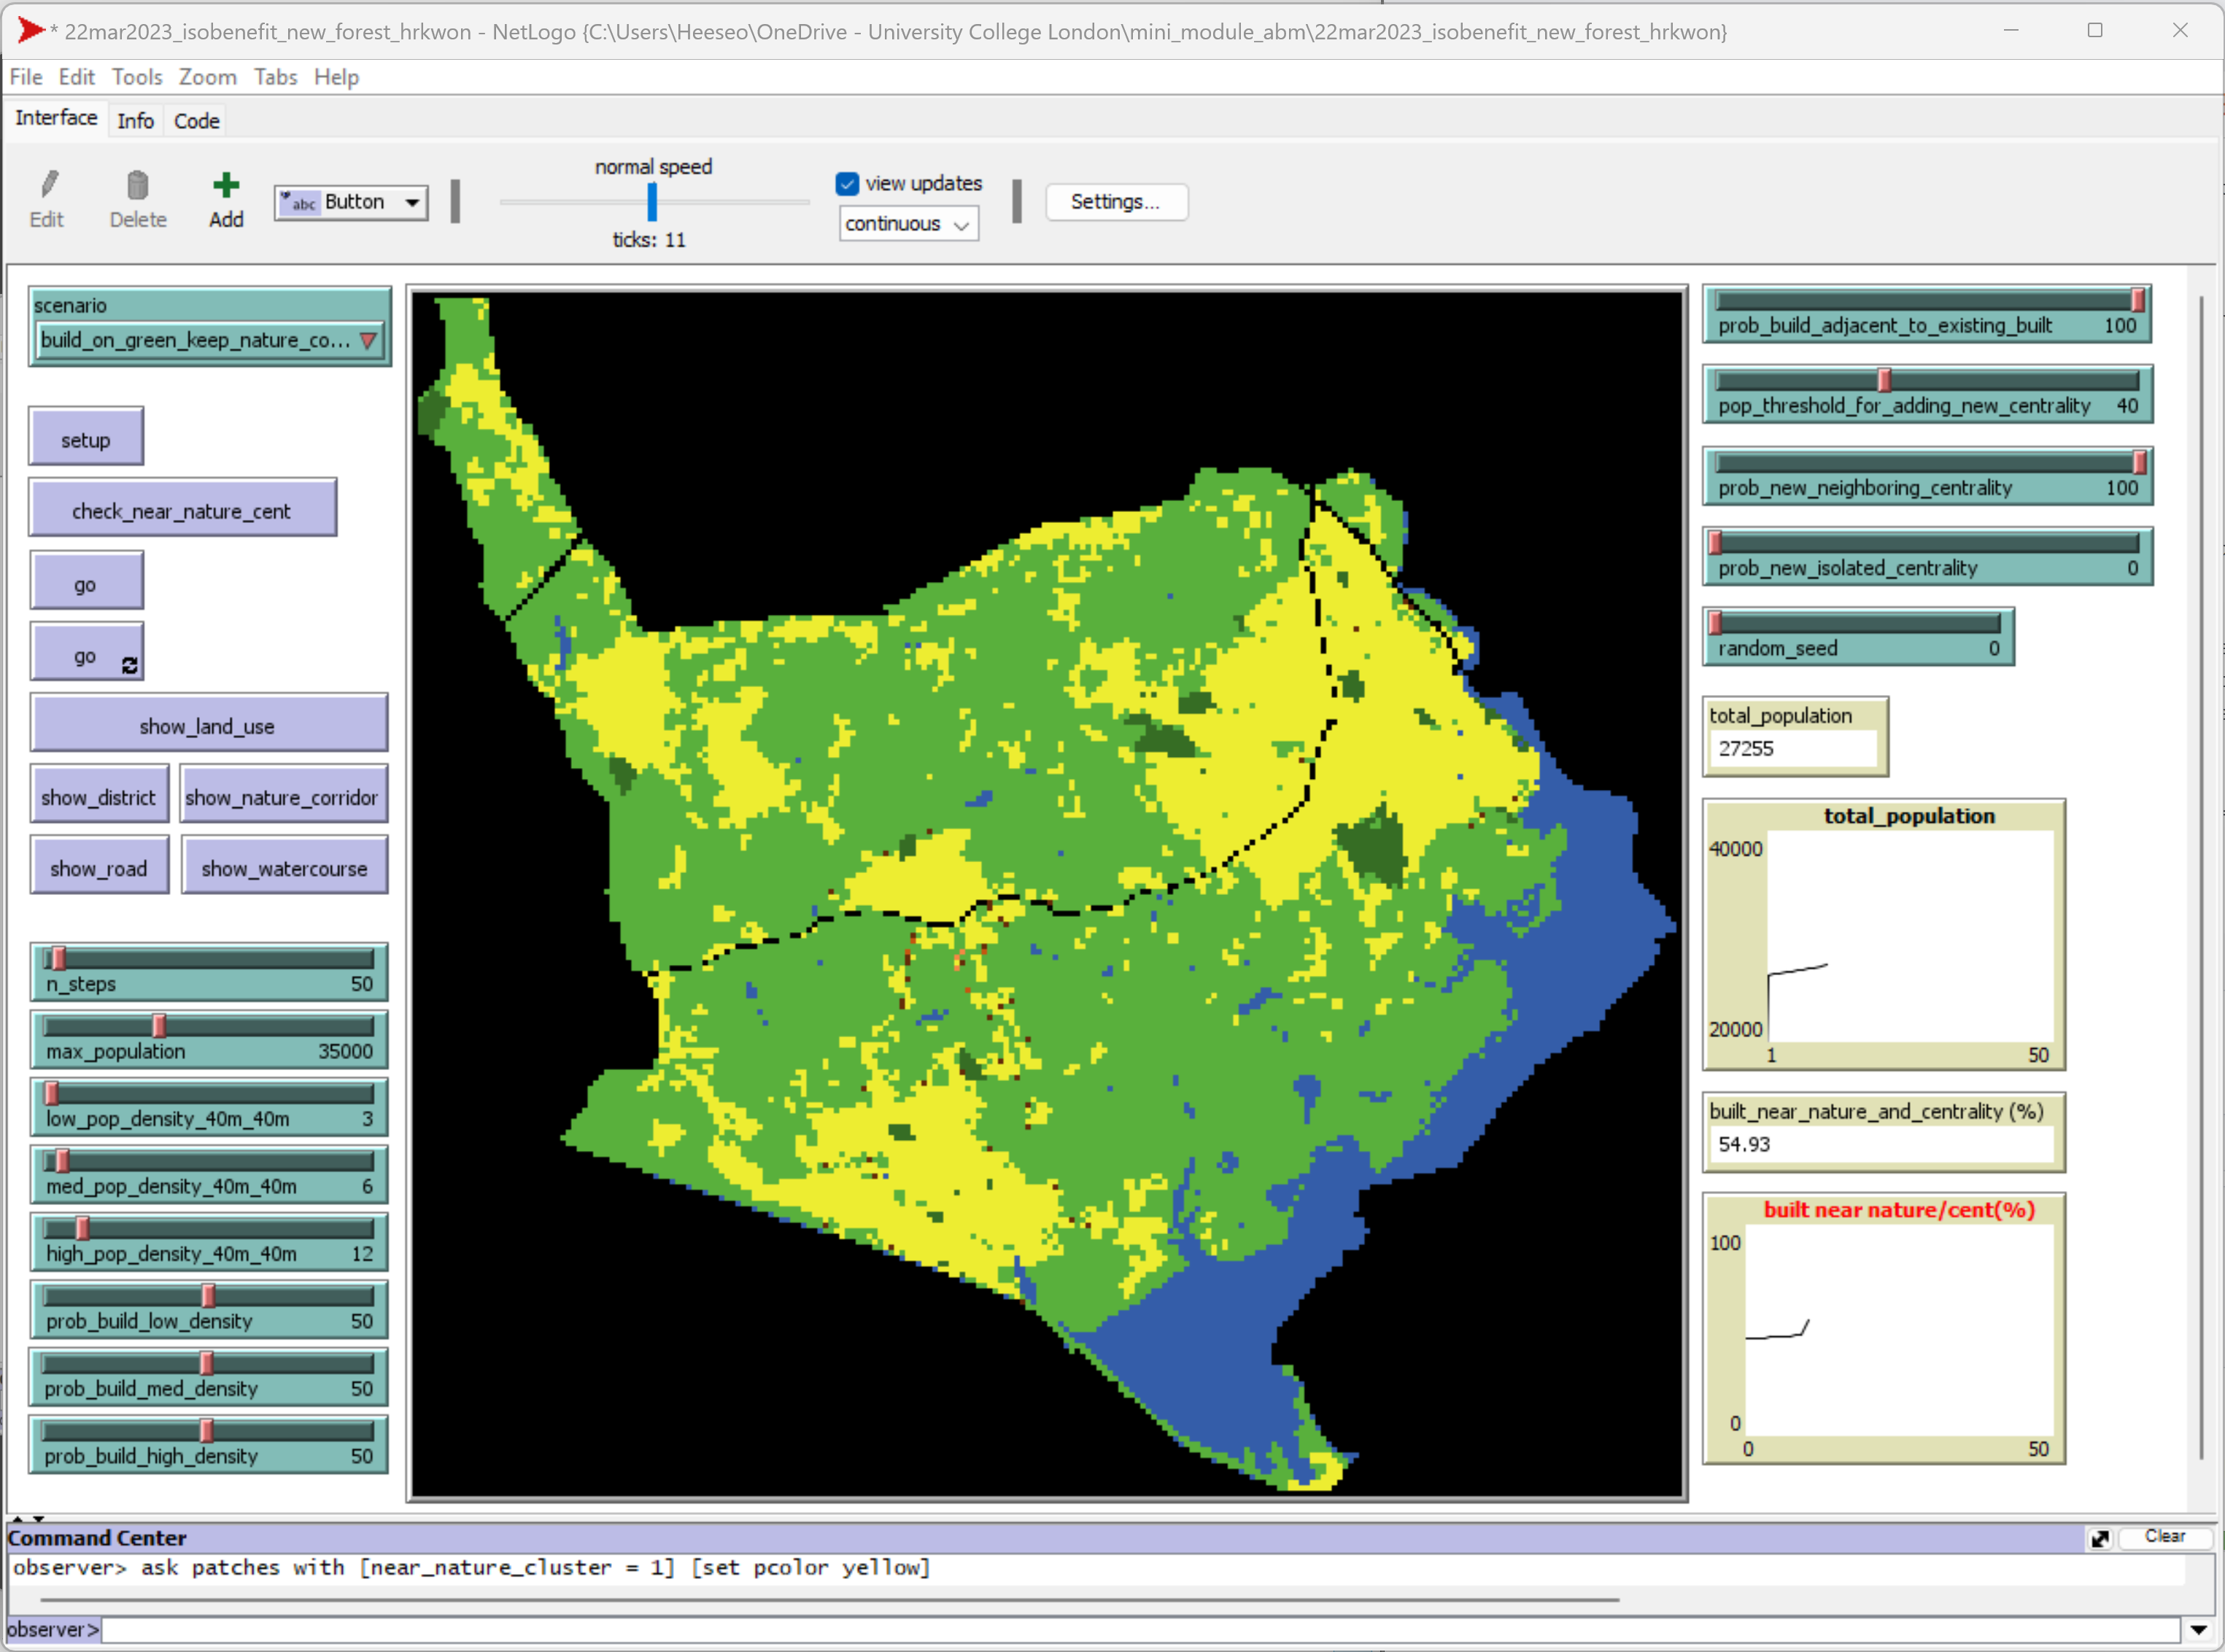 * 22mar2023_isobenefit_new_forest_hrkwon - NetLogo {C:\Users\Heeseo\OneDrive - University College London\mini_module_abm\22mar2023_isobenefit_new_forest_hrkwon}
File Edit Tools Zoom Tabs Help
Interface Info Code
normal speed
Edit Delete Add abc Button view updates continuous Settings...
ticks: 11
scenario
build_on_green_keep_nature_co...
setup
check_near_nature_cent
go
go
show_land_use
show_district show_nature_corridor
show_road show_watercourse
n_steps 50
max_population 35000
low_pop_density_40m_40m 3
med_pop_density_40m_40m 6
high_pop_density_40m_40m 12
prob_build_low_density 50
prob_build_med_density 50
prob_build_high_density 50
prob_build_adjacent_to_existing_built 100
pop_threshold_for_adding_new_centrality 40
prob_new_neighboring_centrality 100
prob_new_isolated_centrality 0
random_seed 0
total_population
27255
total_population
40000
20000
1 50
built_near_nature_and_centrality (%)
54.93
built near nature/cent(%)
100
0
0 50
Command Center Clear
observer> ask patches with [near_nature_cluster = 1] [set pcolor yellow]
observer>